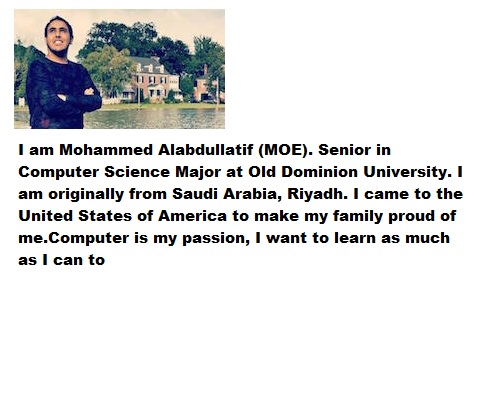 I am Mohammed Alabdullatif (MOE). Senior in
Computer Science Major at Old Dominion University. I
am originally from Saudi Arabia, Riyadh. I came to the
United States of America to make my family proud of
me.Computer is my passion, I want to learn as much
as I can to